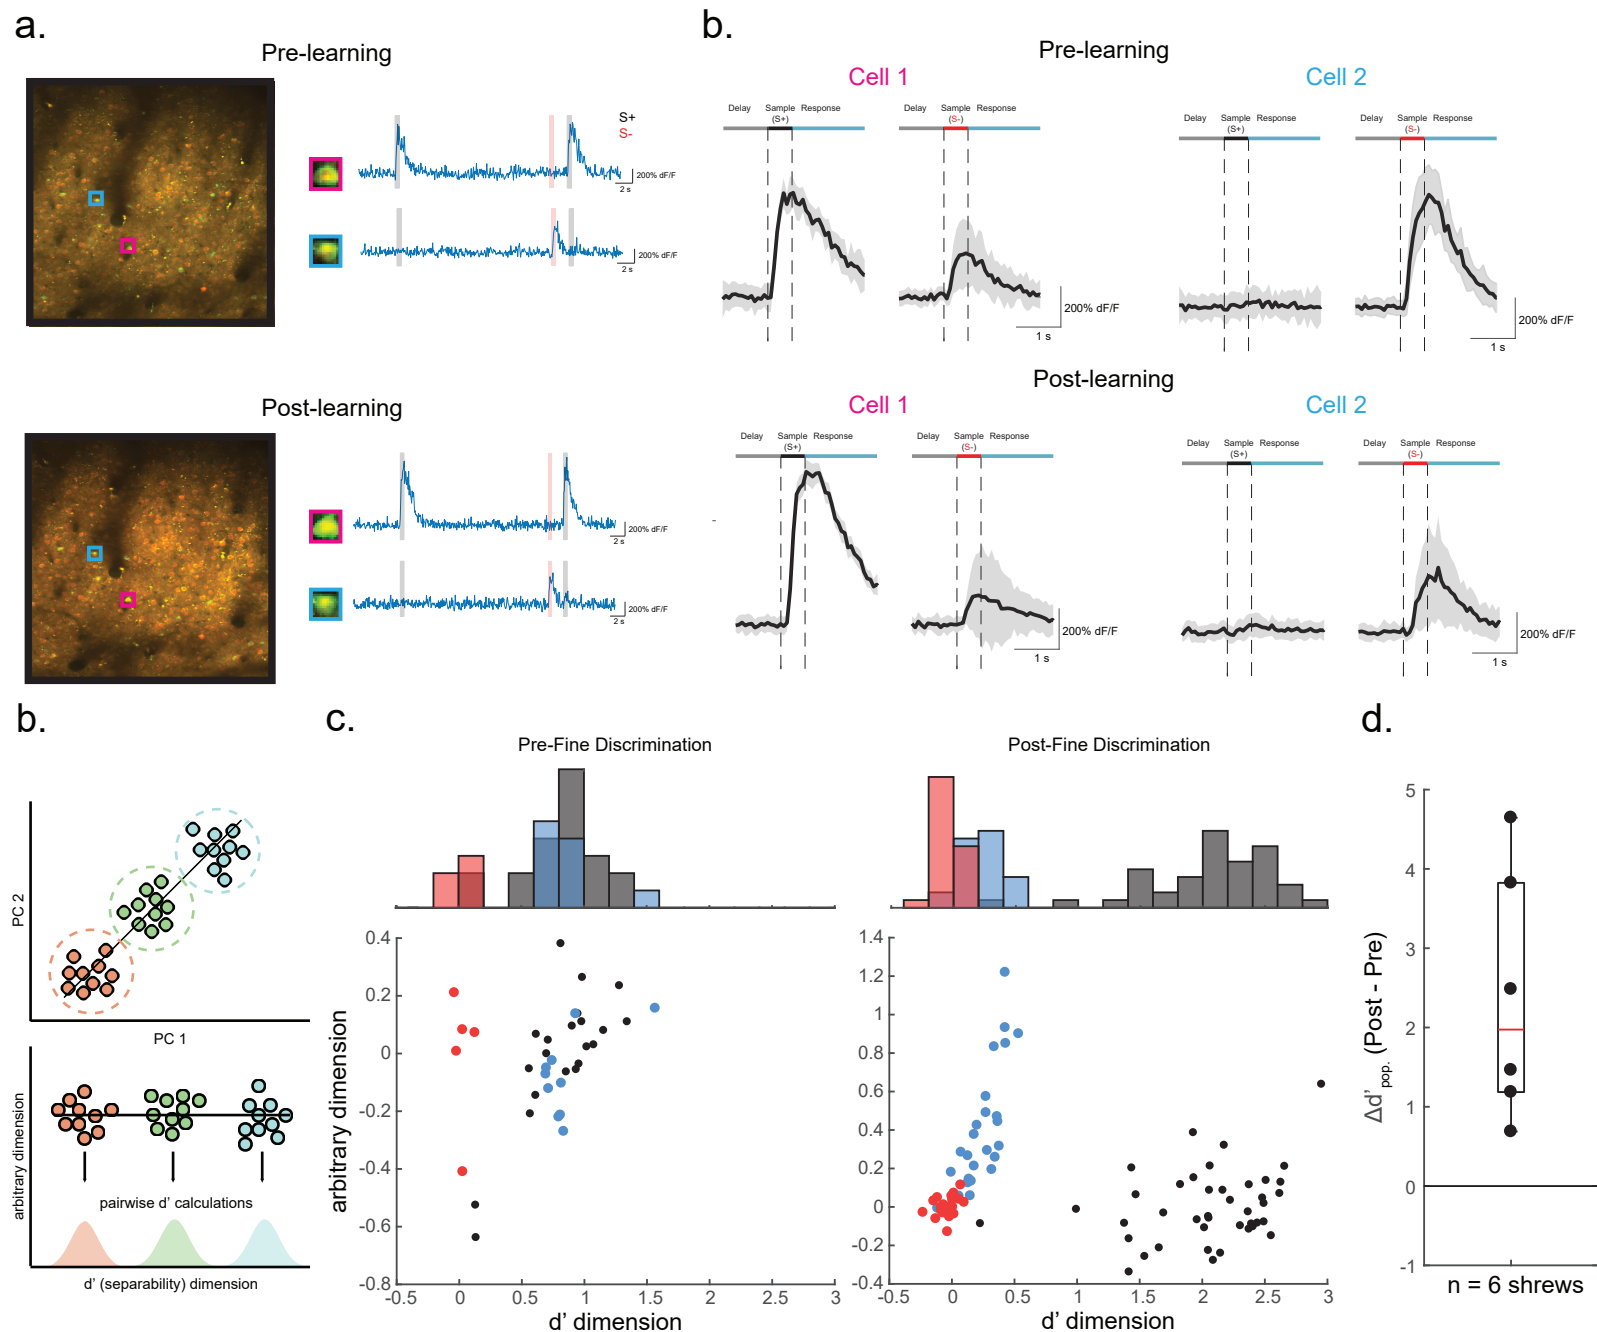 a.
Pre-learning
S+
S-
200% dF/F
2 s
200% dF/F
2 s
Post-learning
200% dF/F
2 s
200% dF/F
2 s
b.
Pre-learning
Cell 1
Cell 2
Delay Sample Response
(S+)
Delay Sample Response
(S-)
200% dF/F
1 s
Delay Sample Response
(S+)
Delay Sample Response
(S-)
200% dF/F
1 s
Post-learning
Cell 1
Cell 2
Delay Sample Response
(S+)
Delay Sample Response
(S-)
200% dF/F
1 s
Delay Sample Response
(S+)
Delay Sample Response
(S-)
200% dF/F
1 s
b.
PC 2
PC 1
arbitrary dimension
pairwise d' calculations
d' (separability) dimension
c.
Pre-Fine Discrimination
-0.5 0 0.5 1 1.5 2 2.5 3
0.4
0.2
0
-0.2
-0.4
-0.6
-0.8
arbitrary dimension
d' dimension
Post-Fine Discrimination
1.4
1.2
1
0.8
0.6
0.4
0.2
0
-0.2
-0.4
-0.5 0 0.5 1 1.5 2 2.5 3
d' dimension
d.
5
4
3
2
1
0
-1
Δd'pop. (Post - Pre)
n = 6 shrews